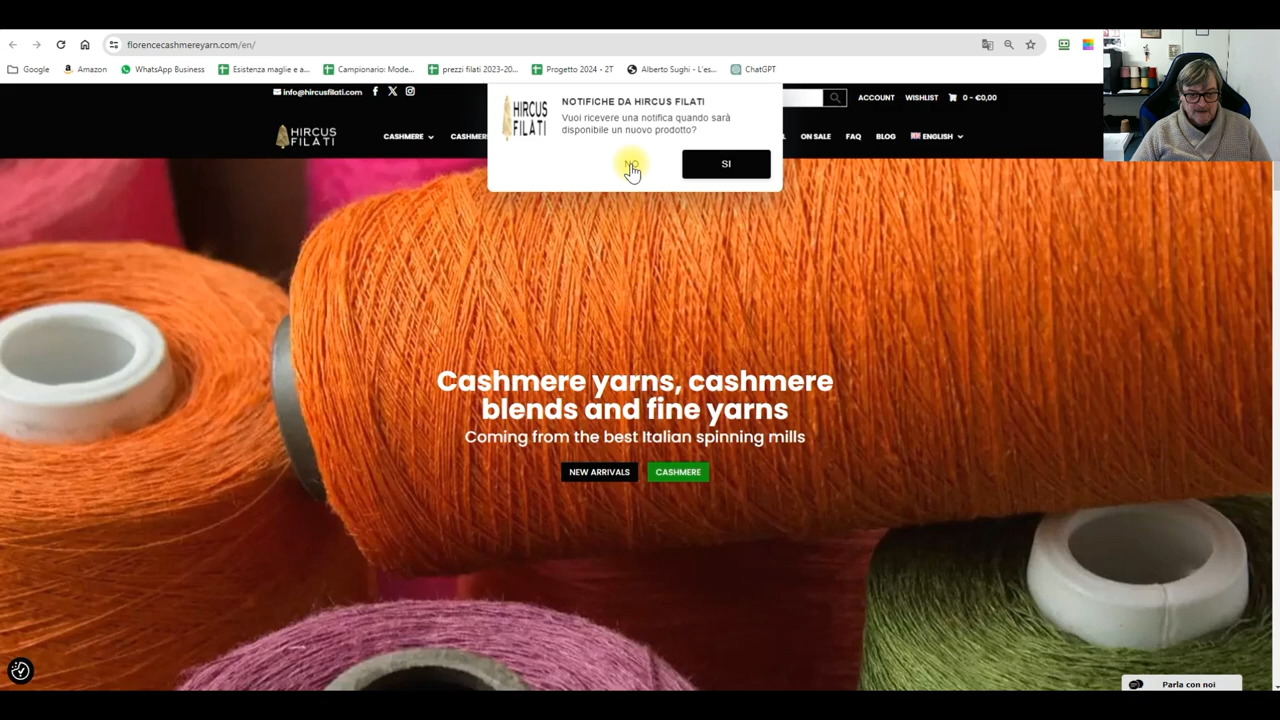 florencecashmereyarn.com/en/
Google
Amazon
WhatsApp Business
Esistenza maglie e a...
Campionario: Mode...
prezzi filati 2023-20...
Progetto 2024 - 2T
Alberto Sughi - L'es...
ChatGPT
info@hircusfilati.com
ACCOUNT
WISHLIST
0 - €0,00
HIRCUS
FILATI
CASHMERE
CASHMER
ON SALE
FAQ
BLOG
ENGLISH
HIRCUS
FILATI
NOTIFICHE DA HIRCUS FILATI
Vuoi ricevere una notifica quando sarà
disponibile un nuovo prodotto?
NO
SI
Cashmere yarns, cashmere
blends and fine yarns
Coming from the best Italian spinning mills
NEW ARRIVALS
CASHMERE
Parla con noi